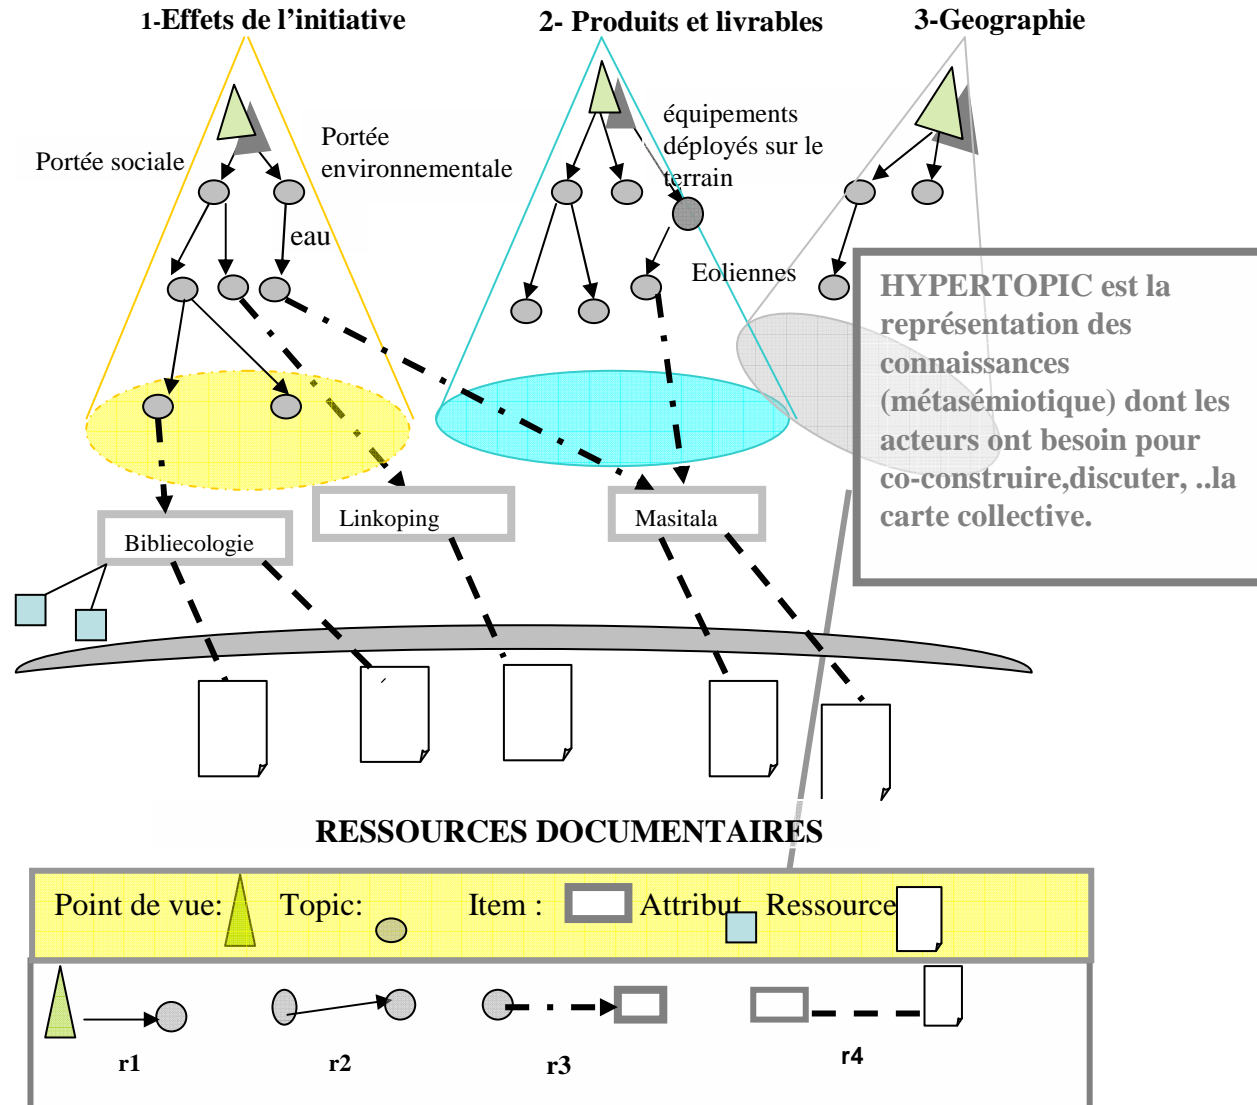 1-Effets de l’initiative
2- Produits et livrables
3-Geographie
Portée sociale
Portée
environnementale
eau
équipements
déployés sur le
terrain
Eoliennes
HYPERTOPIC est la
représentation des
connaissances
(métasémiotique) dont les
acteurs ont besoin pour
co-construire,discuter, ..la
carte collective.
Bibliecologie
Linkoping
Masitala
RESSOURCES DOCUMENTAIRES
Point de vue: Topic: Item : Attribut Ressource
r1 r2 r3 r4